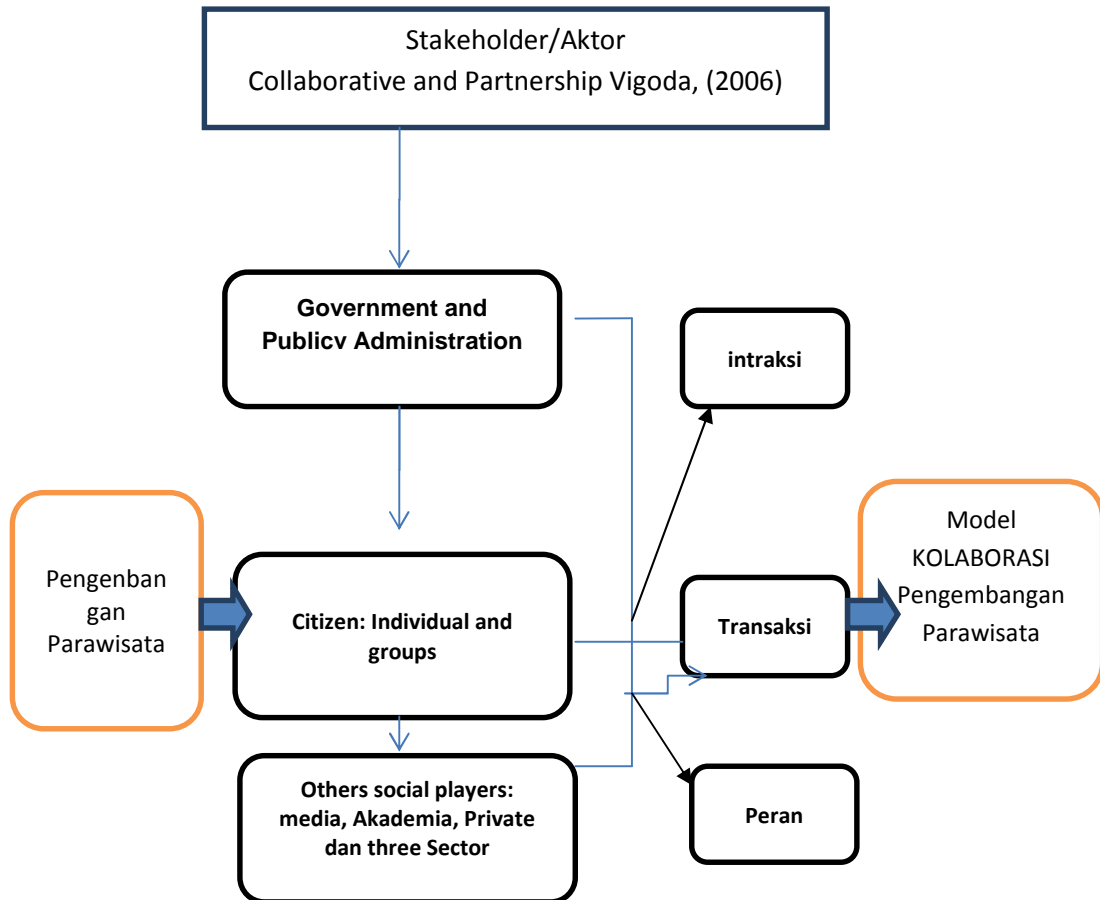 Stakeholder/Aktor
Collaborative and Partnership Vigoda, (2006)
Government and
Publicv Administration
intraksi
Pengenban
gan
Parawisata
Citizen: Individual and
groups
Transaksi
Model
KOLABORASI
Pengembangan
Parawisata
Others social players:
media, Akademia, Private
dan three Sector
Peran